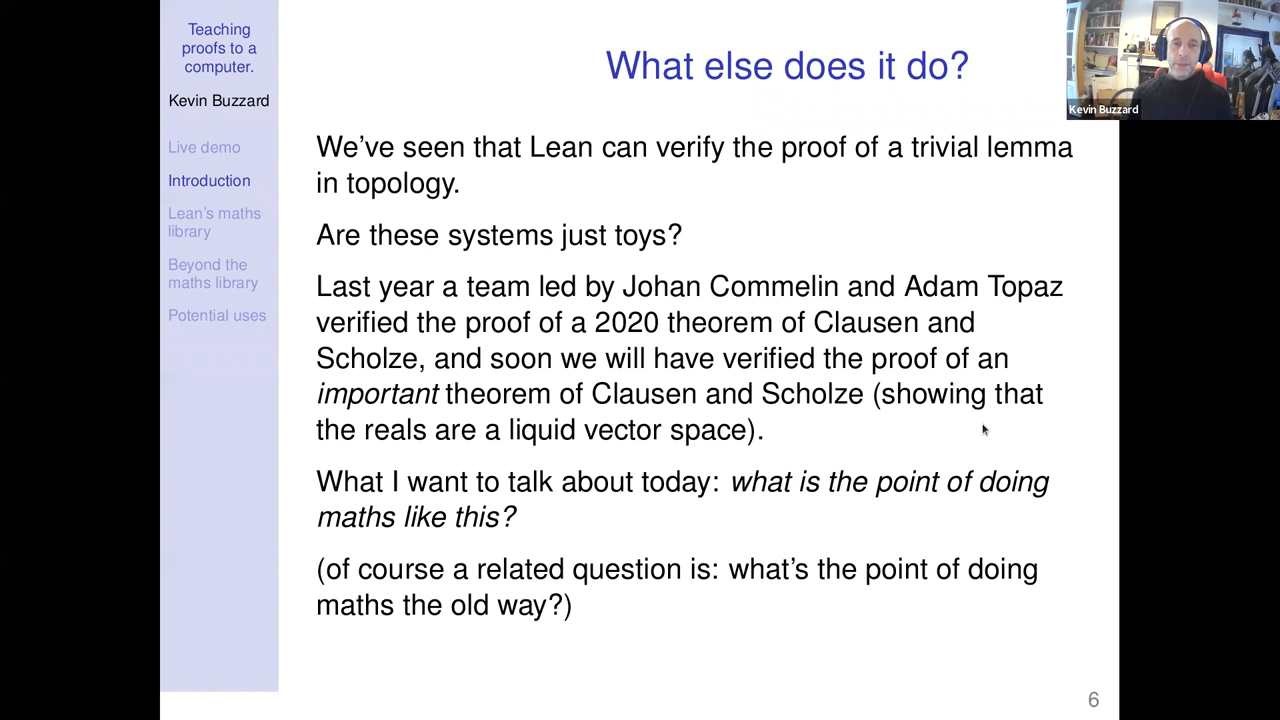 Teaching
proofs to a
computer.
Kevin Buzzard
Live demo
Introduction
Lean's maths
library
Beyond the
maths library
Potential uses
What else does it do?
We've seen that Lean can verify the proof of a trivial lemma
in topology.
Are these systems just toys?
Last year a team led by Johan Commelin and Adam Topaz
verified the proof of a 2020 theorem of Clausen and
Scholze, and soon we will have verified the proof of an
important theorem of Clausen and Scholze (showing that
the reals are a liquid vector space).
What I want to talk about today: what is the point of doing
maths like this?
(of course a related question is: what's the point of doing
maths the old way?)
6
Kevin Buzzard